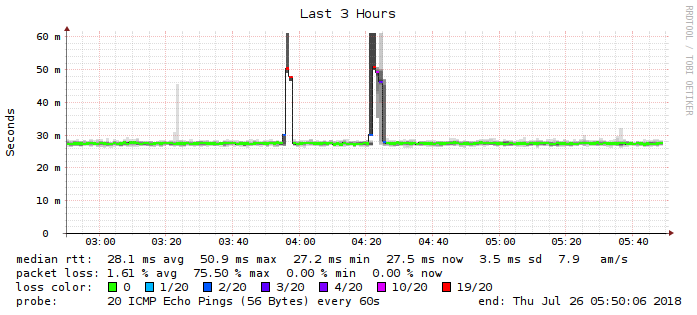 Last 3 Hours
RRDTOOL / TOBI OETIKER
Seconds
60 m
50 m
40 m
30 m
20 m
10 m
0
03:00 03:20 03:40 04:00 04:20 04:40 05:00 05:20 05:40
median rtt: 28.1 ms avg 50.9 ms max 27.2 ms min 27.5 ms now 3.5 ms sd 7.9 am/s
packet loss: 1.61 % avg 75.50 % max 0.00 % min 0.00 % now
loss color: 0 1/20 2/20 3/20 4/20 10/20 19/20
probe: 20 ICMP Echo Pings (56 Bytes) every 60s end: Thu Jul 26 05:50:06 2018